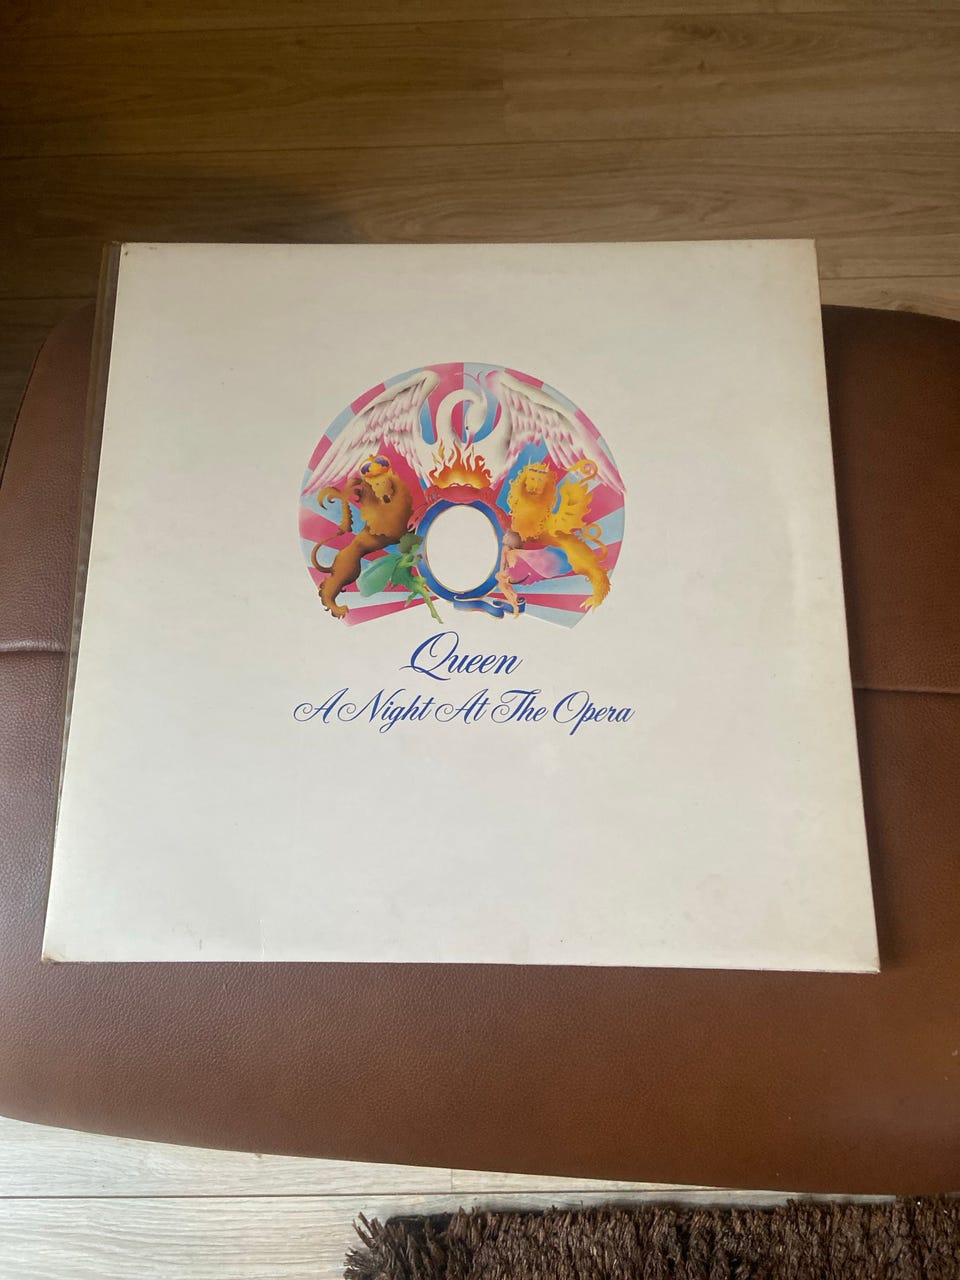 Queen
A Night At The Opera